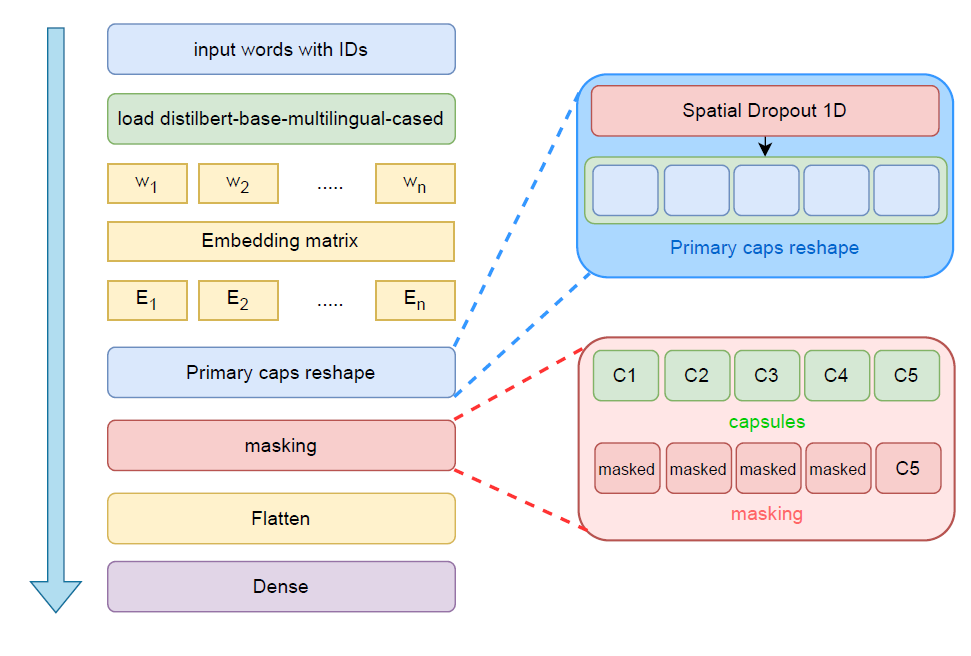 input words with IDs
load distilbert-base-multilingual-cased
w1 w2 ..... wn
Embedding matrix
E1 E2 ..... En
Primary caps reshape
masking
Flatten
Dense
Spatial Dropout 1D
Primary caps reshape
C1 C2 C3 C4 C5
capsules
masked masked masked masked C5
masking